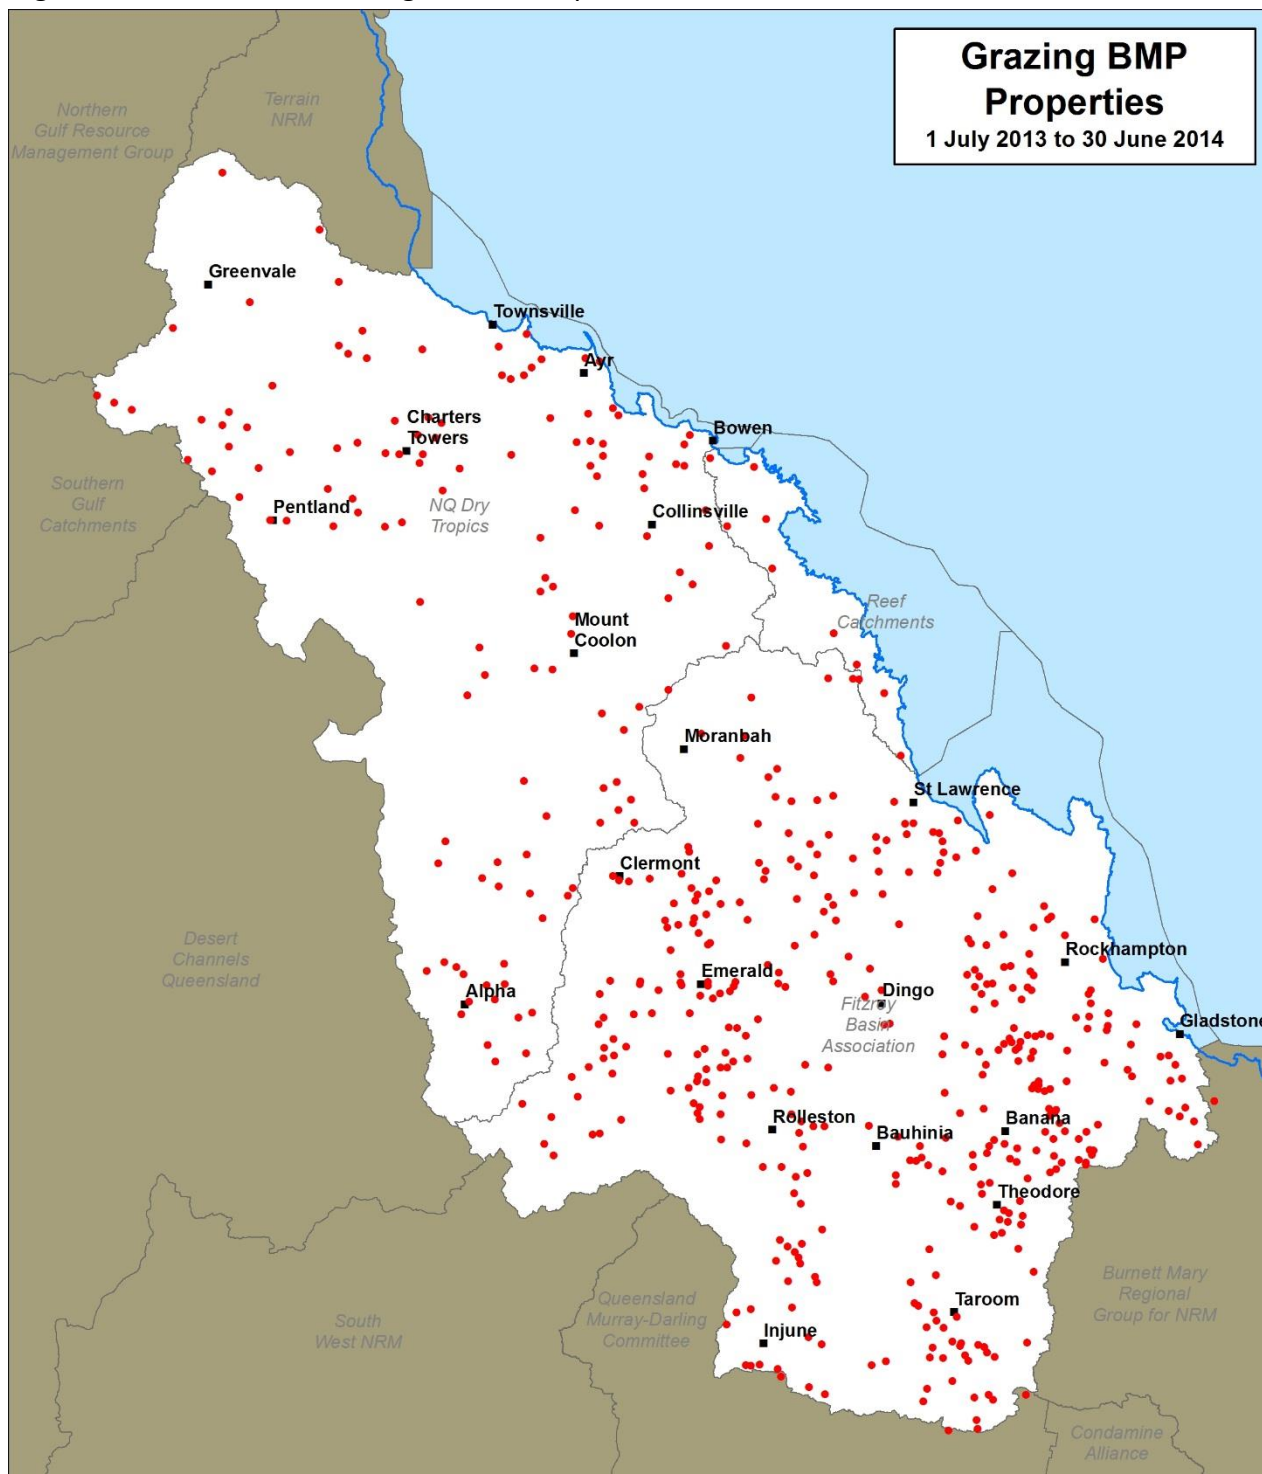 Grazing BMP
Properties
1 July 2013 to 30 June 2014
Northern
Gulf Resource
Management Group
Terrain
NRM
Greenvale
Townsville
Ayr
Charters
Towers
Bowen
Southern
Gulf
Catchments
Pentland
NQ Dry
Tropics
Collinsville
Reef
Catchments
Mount
Coolon
Moranbah
St Lawrence
Clermont
Desert
Channels
Queensland
Rockhampton
Emerald
Alpha
Dingo
Fitzroy
Basin
Association
Gladstone
Rolleston
Bauhinia
Banana
Theodore
Burnett Mary
Regional
Group for NRM
Queensland
Murray-Darling
Committee
Taroom
South
West NRM
Injune
Condamine
Alliance